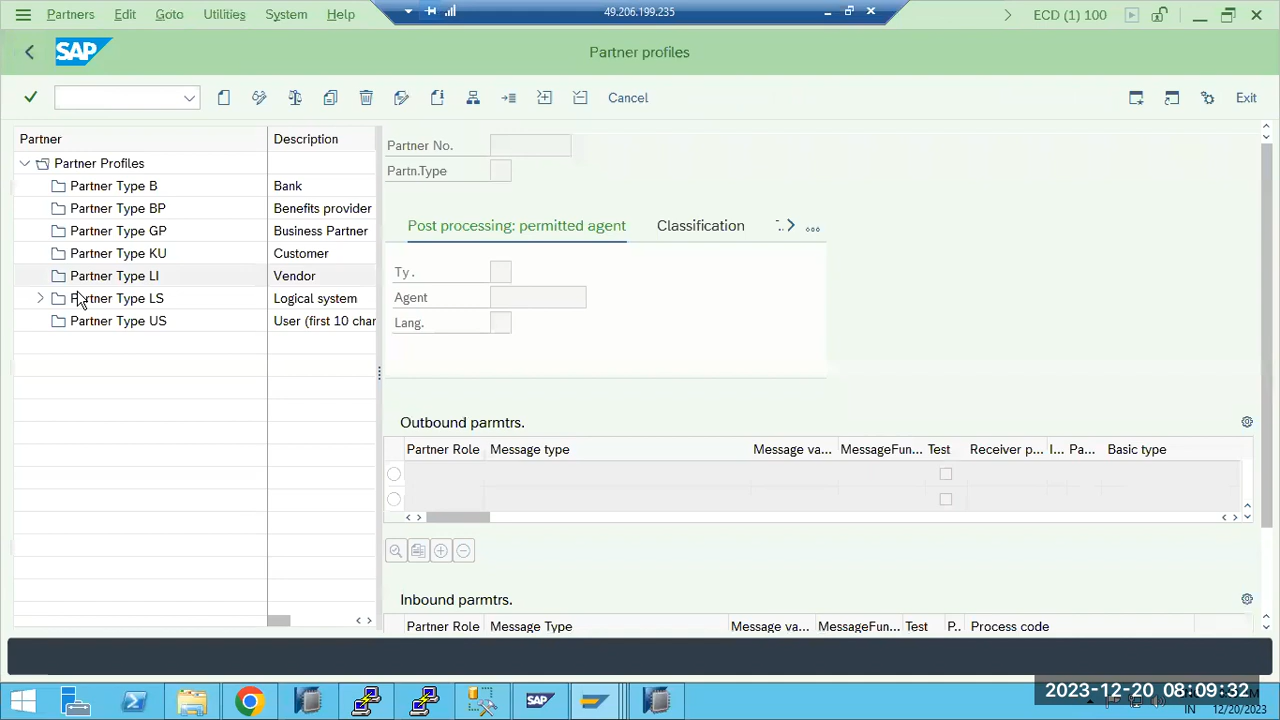 Partners Edit Goto Utilities System Help 49.206.199.235 ECD (1) 100
SAP Partner profiles
Cancel Exit
Partner Description
Partner Profiles
Partner Type B Bank
Partner Type BP Benefits provider
Partner Type GP Business Partner
Partner Type KU Customer
Partner Type LI Vendor
Partner Type LS Logical system
Partner Type US User (first 10 char
Partner No.
Partn.Type
Post processing: permitted agent Classification
Ty.
Agent
Lang.
Outbound parmtrs.
Partner Role Message type Message va... MessageFun... Test Receiver p... I... Pa... Basic type
Inbound parmtrs.
Partner Role Message Type Message va... MessageFun... Test P.. Process code
SAP
2023-12-20 08:09:32
IN 12/20/2023